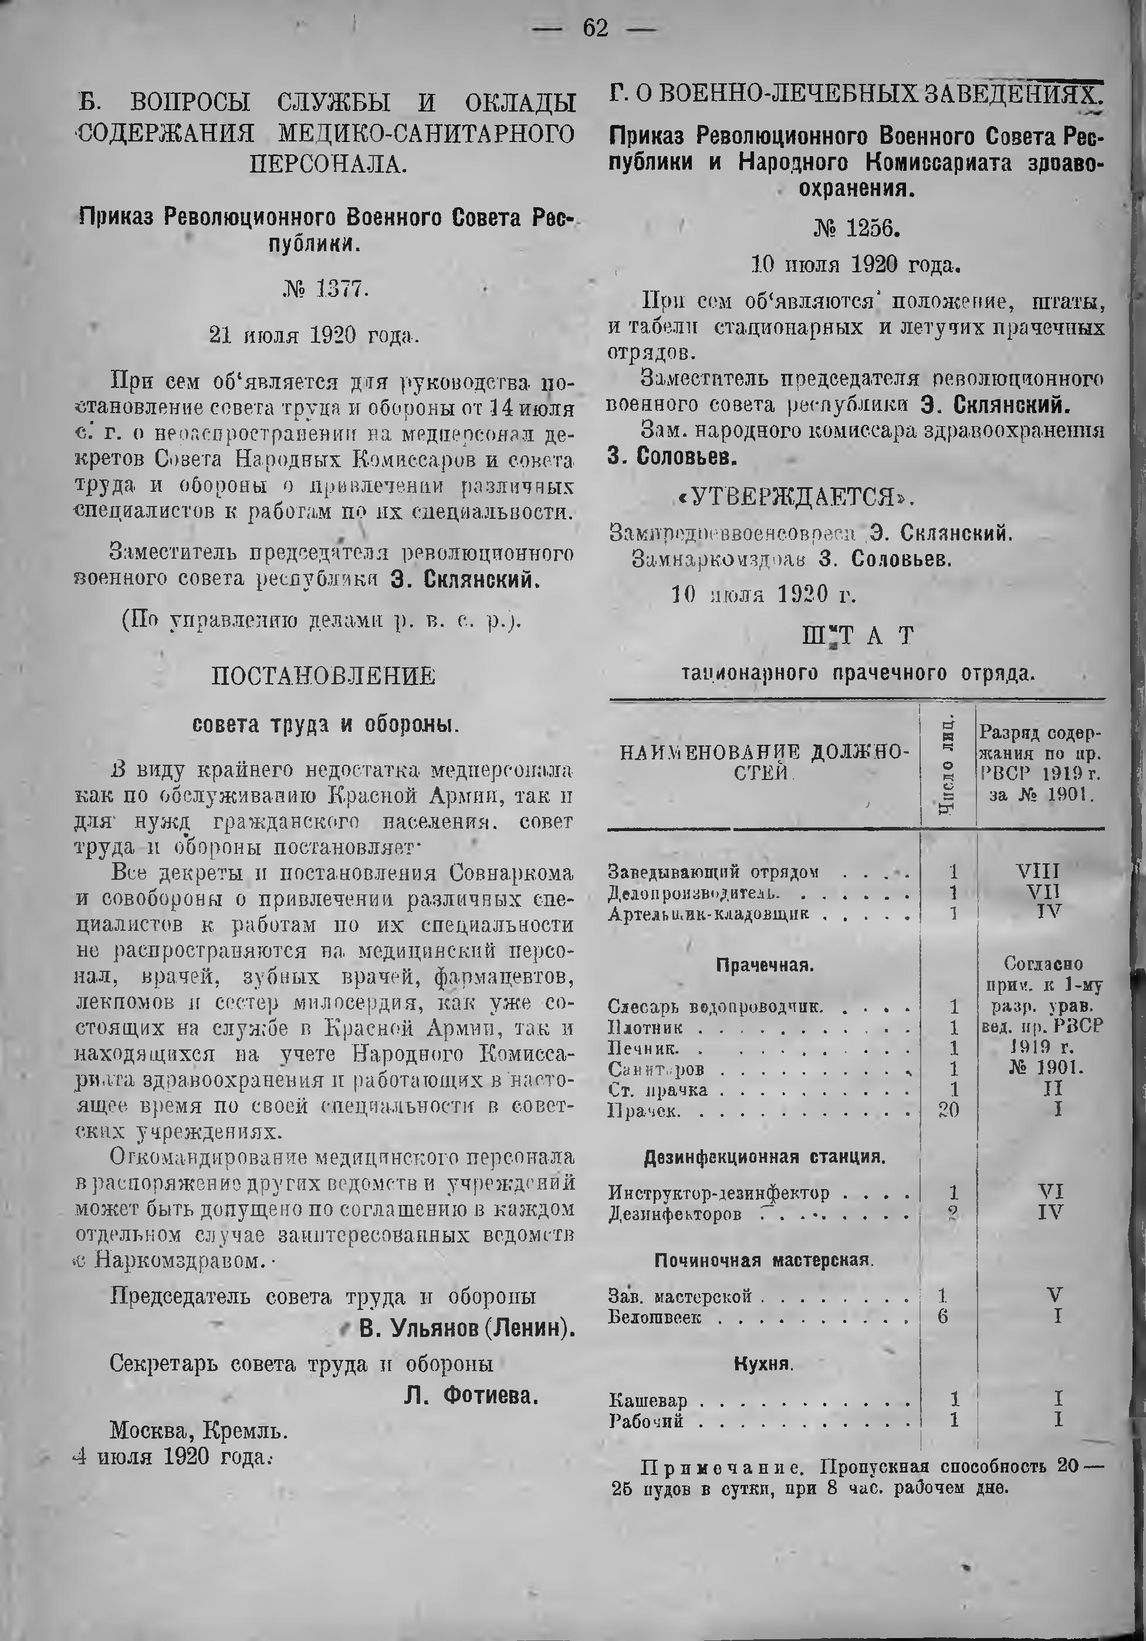 — 62 —
Б. ВОПРОСЫ СЛУЖБЫ И ОКЛАДЫ
СОДЕРЖАНИЯ МЕДИКО-САНИТАРНОГО
ПЕРСОНАЛА.
Приказ Революционного Военного Совета Рес-
публики.
№ 1377.
21 июля 1920 года.
При сем об‘является для руководства по-
становление совета труда и обороны от 14 июля
с. г. о нераспространении на медперсонал де-
кретов Совета Народных Комиссаров и совета
труда и обороны о привлечении различных
специалистов к работам по их специальности.
Заместитель председателя революционного
военного совета республики Э. Склянский.
(По управлению делами р. в. с. р.).
ПОСТАНОВЛЕНИЕ
совета труда и обороны.
В виду крайнего недостатка медперсонала
как по обслуживанию Красной Армии, так и
для нужд гражданского населения. совет
труда и обороны постановляет·
Все декреты и постановления Совнаркома
и совобороны о привлечении различных спе-
циалистов к работам по их специальности
не распространяются на медицинский персо-
нал, врачей, зубных врачей, фармацевтов,
лекпомов и сестер милосердия, как уже со-
стоящих на службе в Красной Армии, так и
находящихся на учете Народного Комисса-
риата здравоохранения и работающих в насто-
ящее время по своей специальности в совет-
ских учреждениях.
Откомандирование медицинского персонала
в распоряжение других ведомств и учреждений
может быть допущено по соглашению в каждом
отдельном случае заинтересованных ведомств
с Наркомздравом.
Председатель совета труда и обороны
В. Ульянов (Ленин).
Секретарь совета труда и обороны
Л. Фотиева.
Москва, Кремль.
4 июля 1920 года.
Г. О ВОЕННО-ЛЕЧЕБНЫХ ЗАВЕДЕНИЯХ.
Приказ Революционного Военного Совета Рес-
публики и Народного Комиссариата здраво-
охранения.
№ 1256.
10 июля 1920 года.
При сем об‘являются положение, штаты,
и табели стационарных и летучих прачечных
отрядов.
Заместитель председателя революционного
военного совета республики Э. Склянский.
Зам. народного комиссара здравоохранения
З. Соловьев.
«УТВЕРЖДАЕТСЯ».
Зампредреввоенсовресп Э. Склянский.
Замнаркомздрав З. Соловьев.
10 июля 1920 г.
ШТАТ
тационарного прачечного отряда.
НАИМЕНОВАНИЕ ДОЛЖНО-
СТЕЙ.
Число лиц.
Разряд содер-
жания по пр.
РВСР 1919 г.
за № 1901.
Заведывающий отрядом . . . . 1 VIII
Делопроизводитель. . . . . . . 1 VII
Артельщик-кладовщик . . . . . 1 IV
Прачечная. Согласно
прим. к 1-му
Слесарь водопроводчик. . . . . 1 разр. урав.
Плотник . . . . . . . . . . . 1 вед. пр. РВСР
Печник. . . . . . . . . . . 1 1919 г.
Санитаров . . . . . . . . . . 1 № 1901.
Ст. прачка . . . . . . . . . . 1 II
Прачек. . . . . . . . . . . . 20 I
Дезинфекционная станция.
Инструктор-дезинфектор . . . . 1 VI
Дезинфекторов . . . . . . . . 2 IV
Починочная мастерская.
Зав. мастерской . . . . . . . . 1 V
Белошвеек . . . . . . . . . . 6 I
Кухня.
Кашевар . . . . . . . . . . . 1 I
Рабочий . . . . . . . . . . . 1 I
Примечание. Пропускная способность 20 —
25 пудов в сутки, при 8 час. рабочем дне.